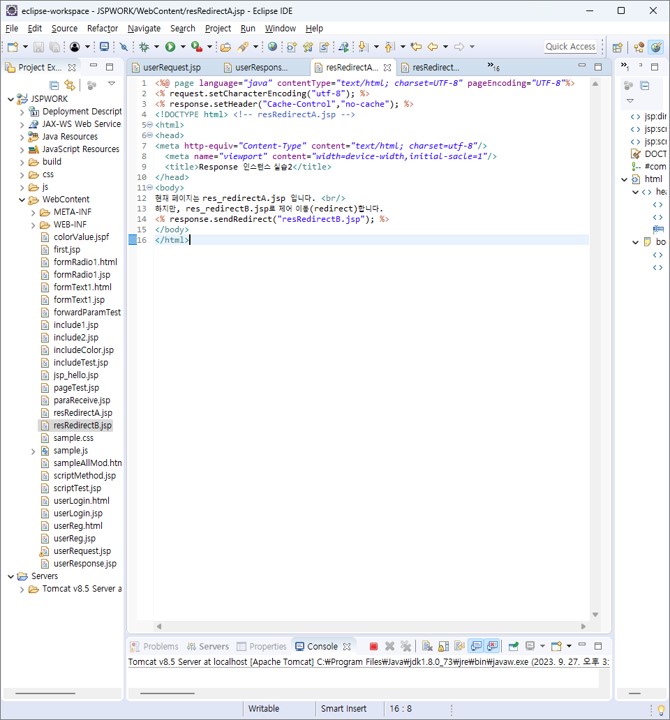 eclipse-workspace - JSPWORK/WebContent/resRedirectA.jsp - Eclipse IDE
File Edit Source Refactor Navigate Search Project Run Window Help
Quick Access
Project Ex...
JSPWORK
Deployment Descript
JAX-WS Web Service
Java Resources
JavaScript Resources
build
css
js
WebContent
META-INF
WEB-INF
colorValue.jspf
first.jsp
formRadio1.html
formRadio1.jsp
formText1.html
formText1.jsp
forwardParamTest
include1.jsp
include2.jsp
includeColor.jsp
includeTest.jsp
jsp_hello.jsp
pageTest.jsp
paraReceive.jsp
resRedirectA.jsp
resRedirectB.jsp
sample.css
sample.js
sampleAllMod.htn
scriptMethod.jsp
scriptTest.jsp
userLogin.html
userLogin.jsp
userReg.html
userReg.jsp
userRequest.jsp
userResponse.jsp
Servers
Tomcat v8.5 Server a
userRequest.jsp userRespons... resRedirectA... resRedirect... »16
1 <%@ page language="java" contentType="text/html; charset=UTF-8" pageEncoding="UTF-8"%>
2 <% request.setCharacterEncoding("utf-8"); %>
3 <% response.setHeader("Cache-Control","no-cache"); %>
4 <!DOCTYPE html> <!-- resRedirectA.jsp -->
5 <html>
6 <head>
7 <meta http-equiv="Content-Type" content="text/html; charset=utf-8"/>
8 <meta name="viewport" content="width=device-width,initial-sacle=1"/>
9 <title>Response 인스턴스 실습2</title>
10 </head>
11 <body>
12 현재 페이지는 res_redirectA.jsp 입니다. <br/>
13 하지만, res_redirectB.jsp로 제어 이동(redirect)합니다.
14 <% response.sendRedirect("resRedirectB.jsp"); %>
15 </body>
16 </html>
»1
jsp:dir
jsp:scr
jsp:scr
DOCT
#com
html
hea
bo
Problems Servers Properties Console
Tomcat v8.5 Server at localhost [Apache Tomcat] C:₩Program Files₩Java₩jdk1.8.0_73₩jre₩bin₩javaw.exe (2023. 9. 27. 오후 3:
Writable Smart Insert 16 : 8